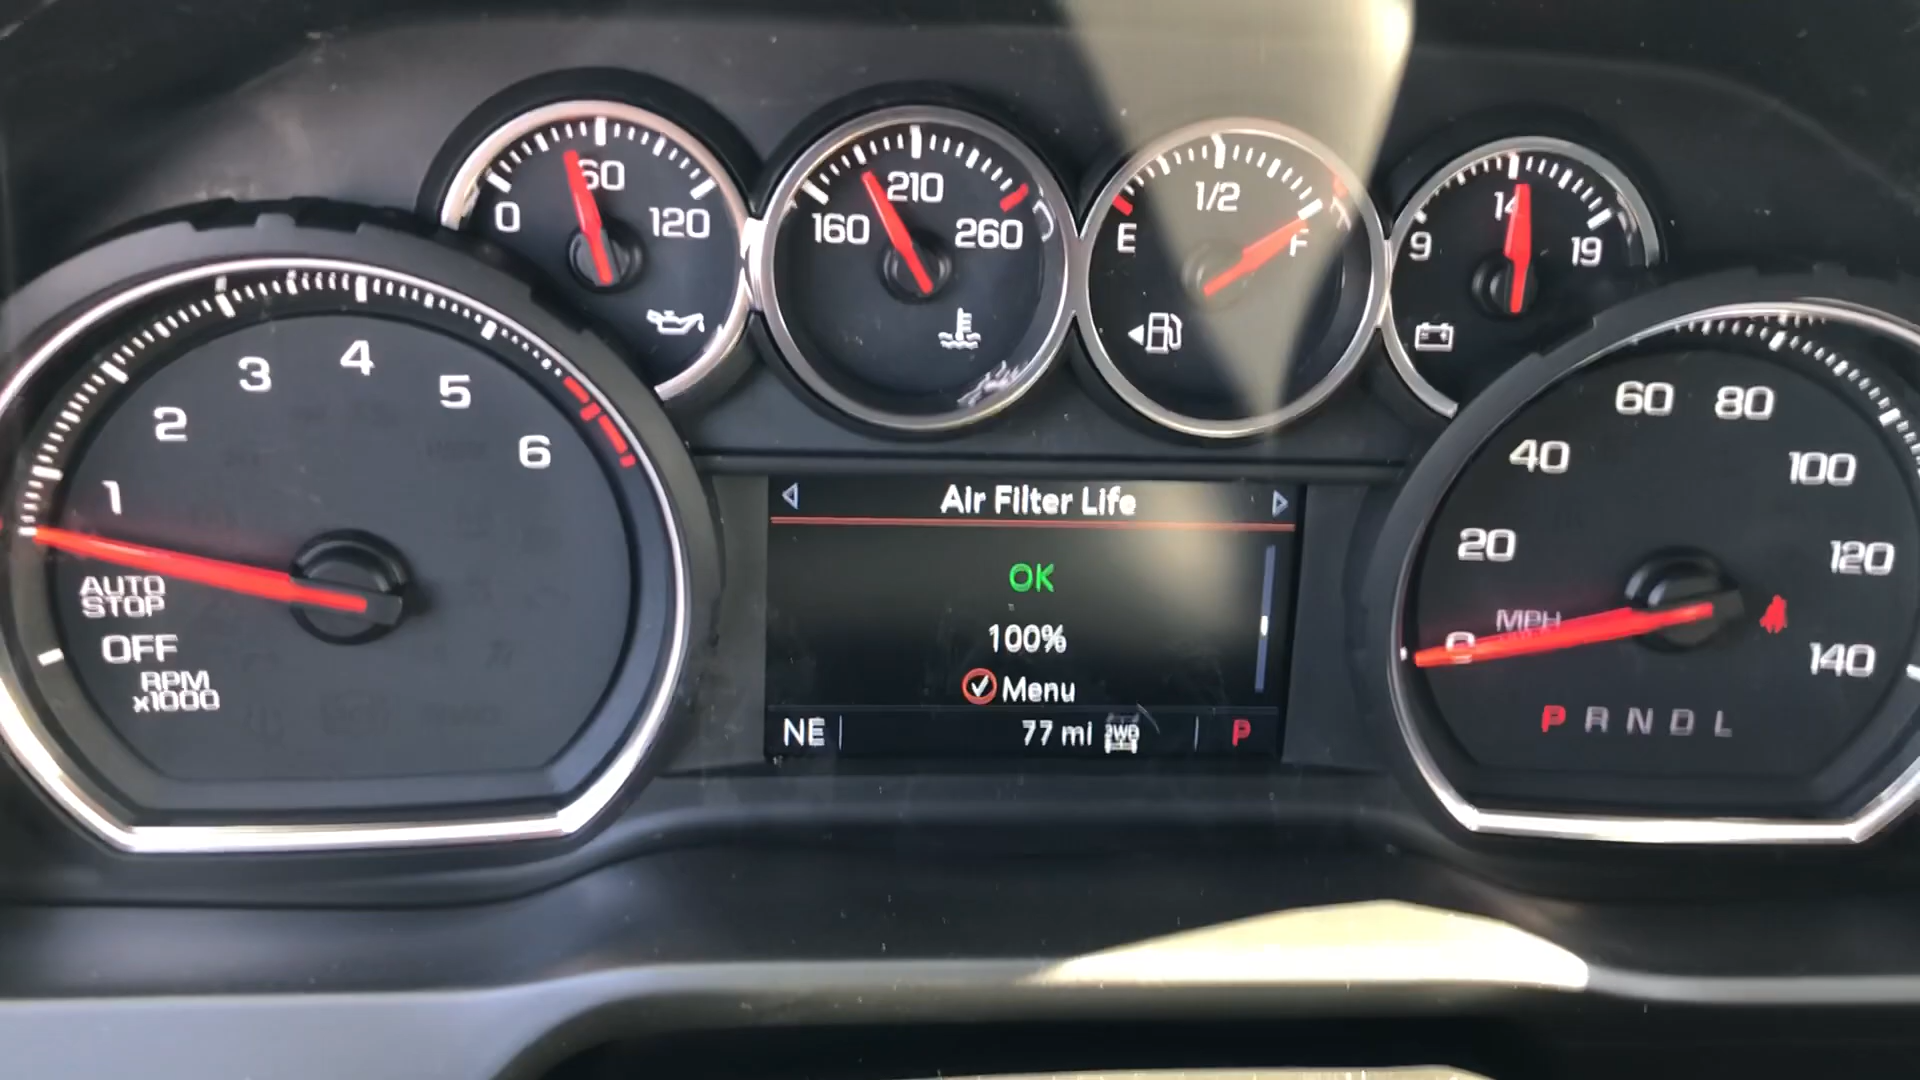 0 60 120
160 210 260
E 1/2 F
9 14 19
1 2 3 4 5 6
AUTO
STOP
OFF
RPM
x1000
Air Filter Life
OK
100%
Menu
NE 77 mi 2WD P
0 20 40 60 80 100 120 140
MPH
P R N D L